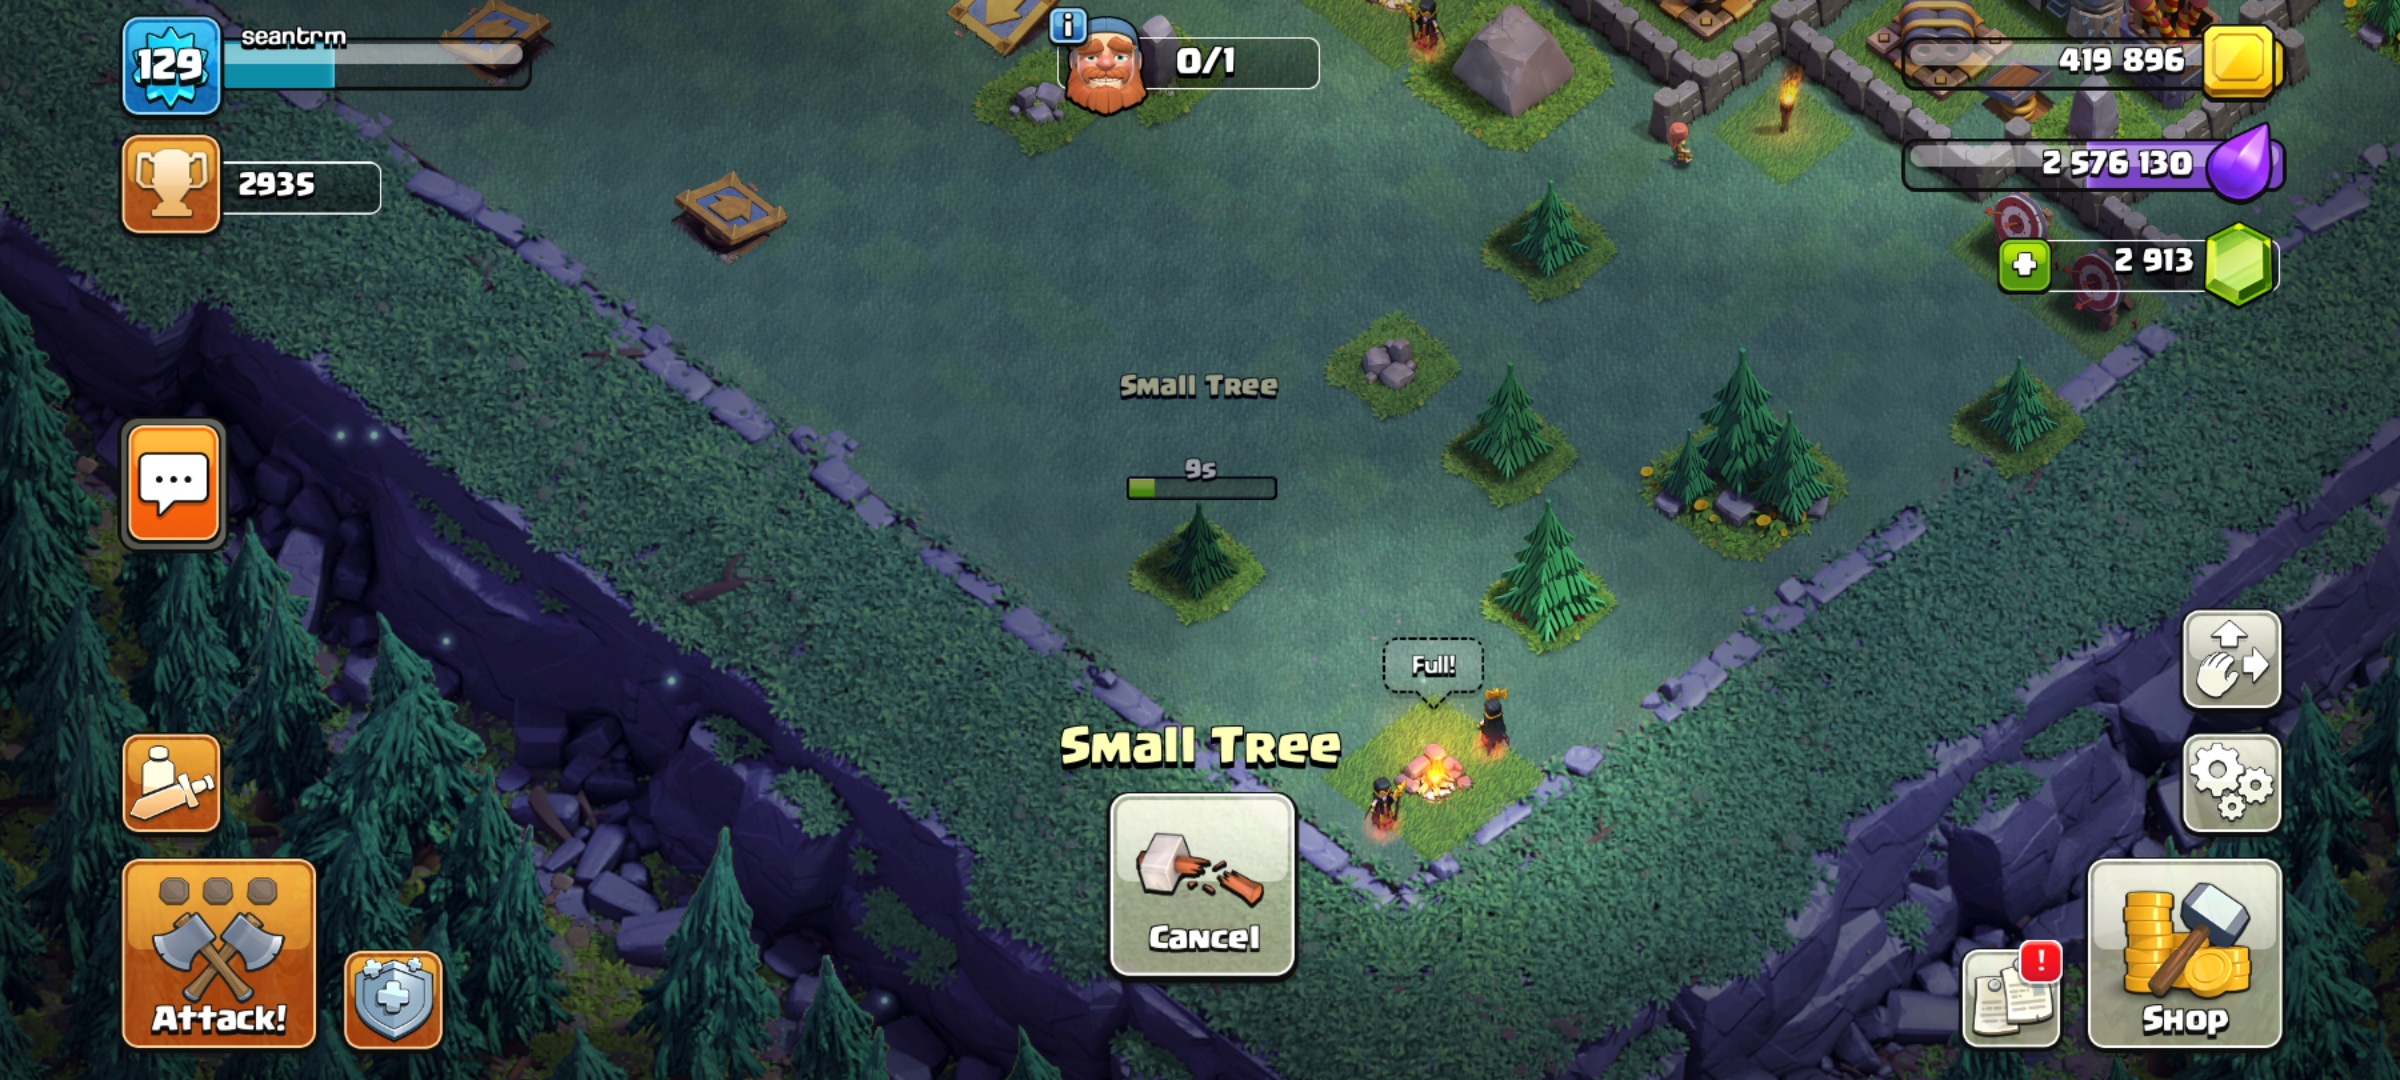 129
seantrm
0/1
419 896
2935
2 576 130
2 913
Small Tree
9s
Full!
Small Tree
Cancel
Attack!
Shop